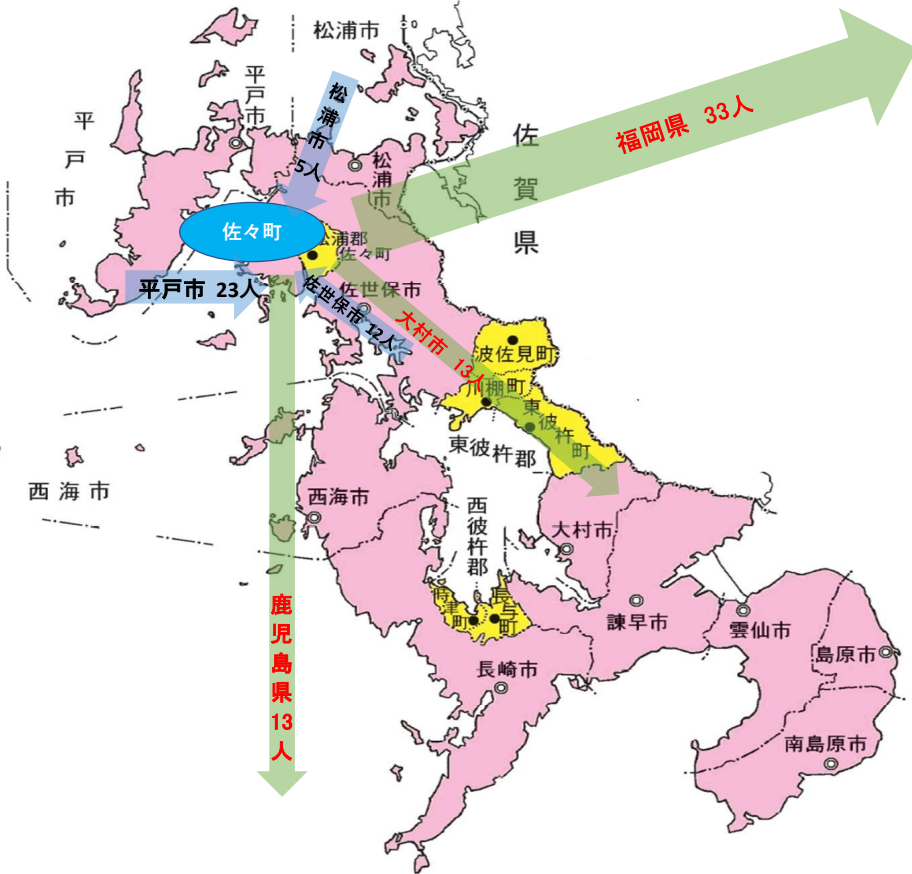 松浦市
平戸市
平戸市
松浦市 5人
松浦市
福岡県 33人
佐賀県
佐々町
松浦郡
佐々町
平戸市 23人
佐世保市
佐世保市 12人
大村市 13人
波佐見町
川棚町
東彼杵町
東彼杵郡
西海市
西海市
西彼杵郡
大村市
時津町
長与町
諫早市
雲仙市
鹿児島県 13人
長崎市
島原市
南島原市